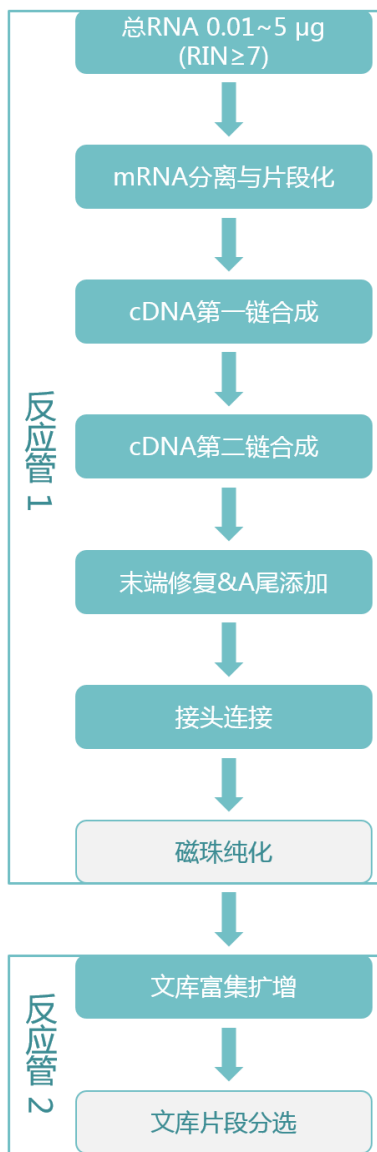 总RNA 0.01~5 μg
(RIN≥7)
mRNA分离与片段化
cDNA第一链合成
cDNA第二链合成
末端修复&A尾添加
接头连接
磁珠纯化
反应管 1
文库富集扩增
文库片段分选
反应管 2